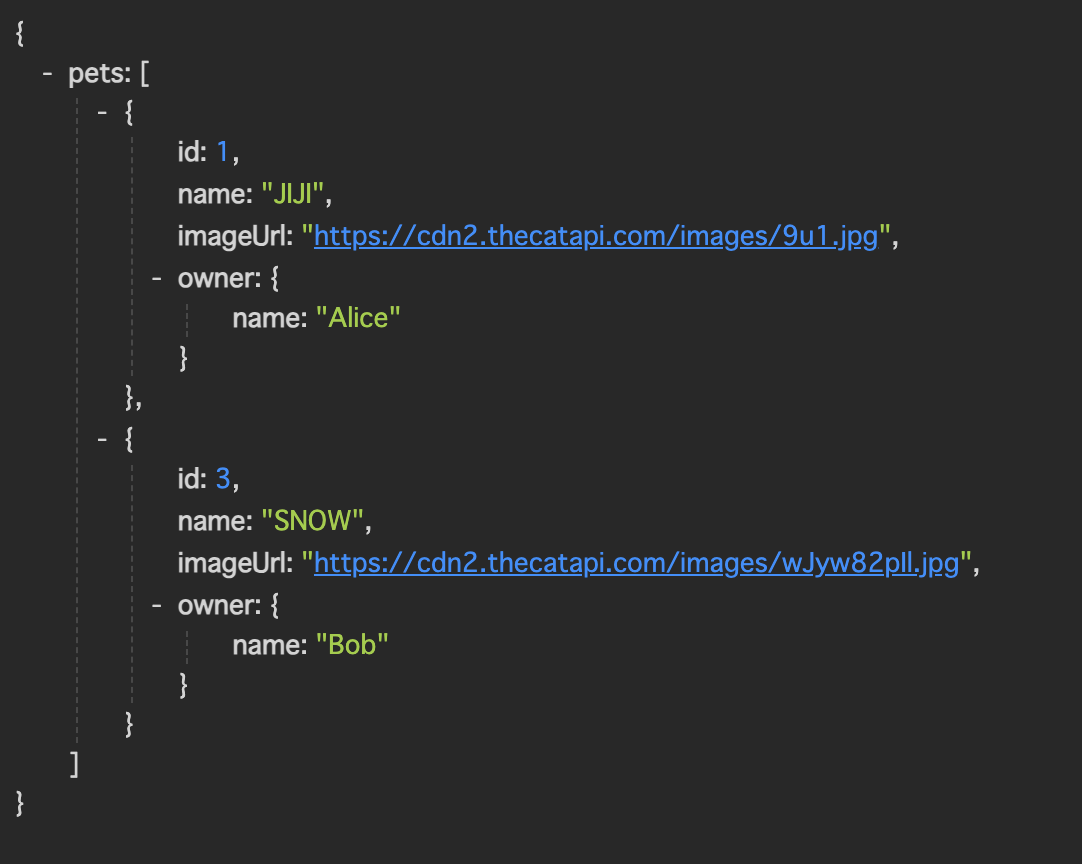 {
- pets: [
- {
id: 1,
name: "JIJI",
imageUrl: "https://cdn2.thecatapi.com/images/9u1.jpg",
- owner: {
name: "Alice"
}
},
- {
id: 3,
name: "SNOW",
imageUrl: "https://cdn2.thecatapi.com/images/wJyw82pll.jpg",
- owner: {
name: "Bob"
}
}
]
}